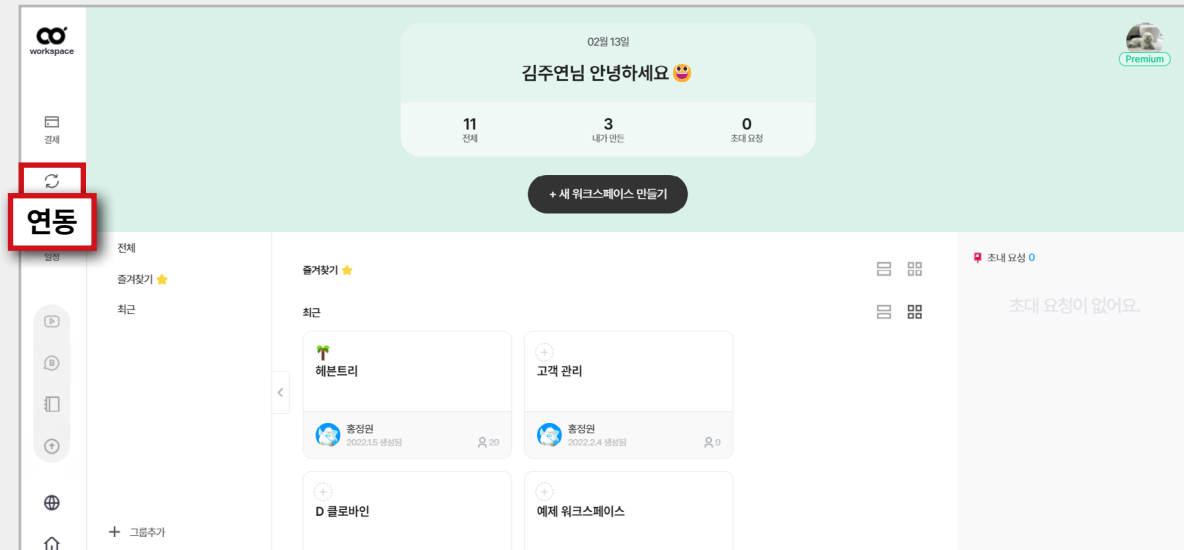 workspace
결제
연동
일정
02월 13일
김주연님 안녕하세요
11
전체
3
내가 만든
0
초대 요청
+ 새 워크스페이스 만들기
Premium
전체
즐겨찾기
최근
+ 그룹추가
즐겨찾기
최근
헤븐트리
홍정원
2022.1.5 생성됨
29
고객 관리
홍정원
2022.2.4 생성됨
9
D 클로바인
예제 워크스페이스
초대 요청 0
초대 요청이 없어요.